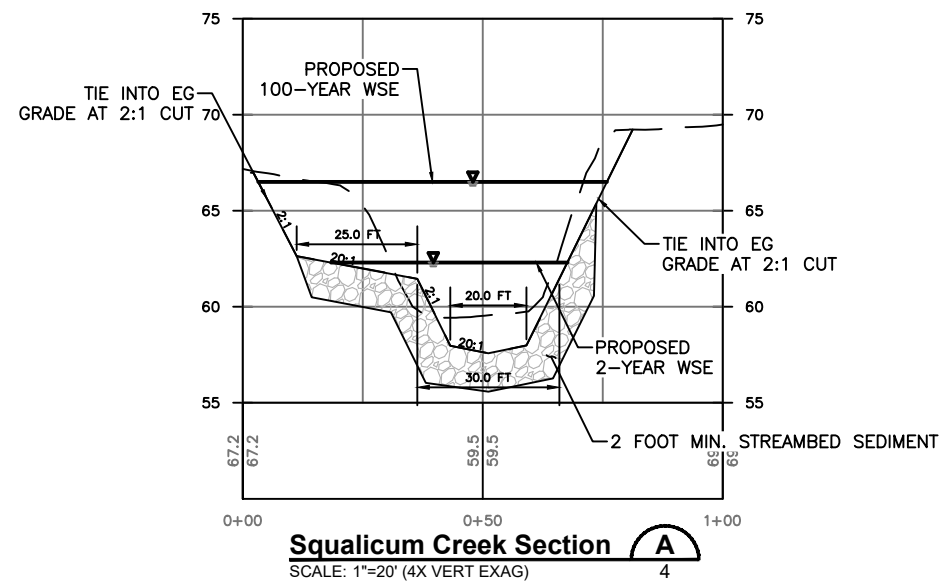 75
75
PROPOSED
100-YEAR WSE
TIE INTO EG
GRADE AT 2:1 CUT
70
70
65
65
2:1
25.0 FT
TIE INTO EG
GRADE AT 2:1 CUT
20:1
2:1
20.0 FT
60
60
20:1
PROPOSED
2-YEAR WSE
30.0 FT
55
55
2 FOOT MIN. STREAMBED SEDIMENT
67.2
67.2
59.5
59.5
0+00
0+50
1+00
Squalicum Creek Section
A
SCALE: 1"=20' (4X VERT EXAG)
4